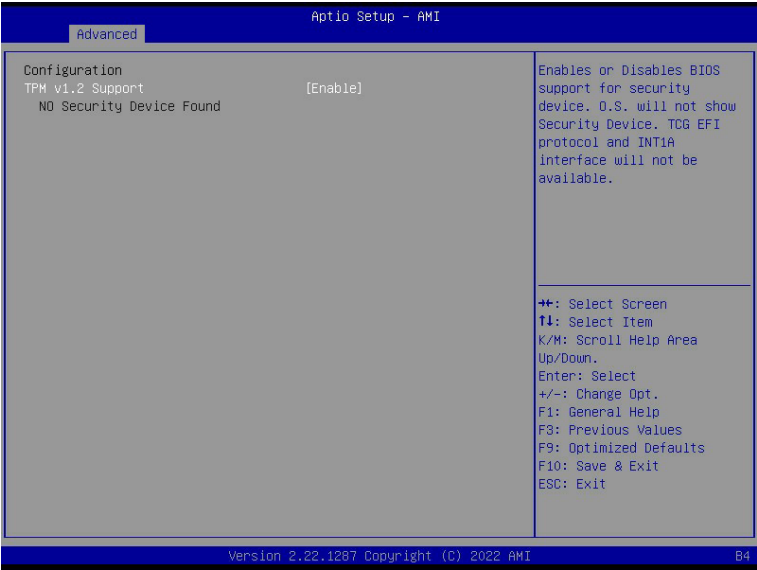 Aptio Setup – AMI
Advanced
Configuration
TPM v1.2 Support [Enable]
NO Security Device Found
Enables or Disables BIOS
support for security
device. O.S. will not show
Security Device. TCG EFI
protocol and INT1A
interface will not be
available.
→←: Select Screen
↑↓: Select Item
K/M: Scroll Help Area
Up/Down.
Enter: Select
+/-: Change Opt.
F1: General Help
F3: Previous Values
F9: Optimized Defaults
F10: Save & Exit
ESC: Exit
Version 2.22.1287 Copyright (C) 2022 AMI
B4